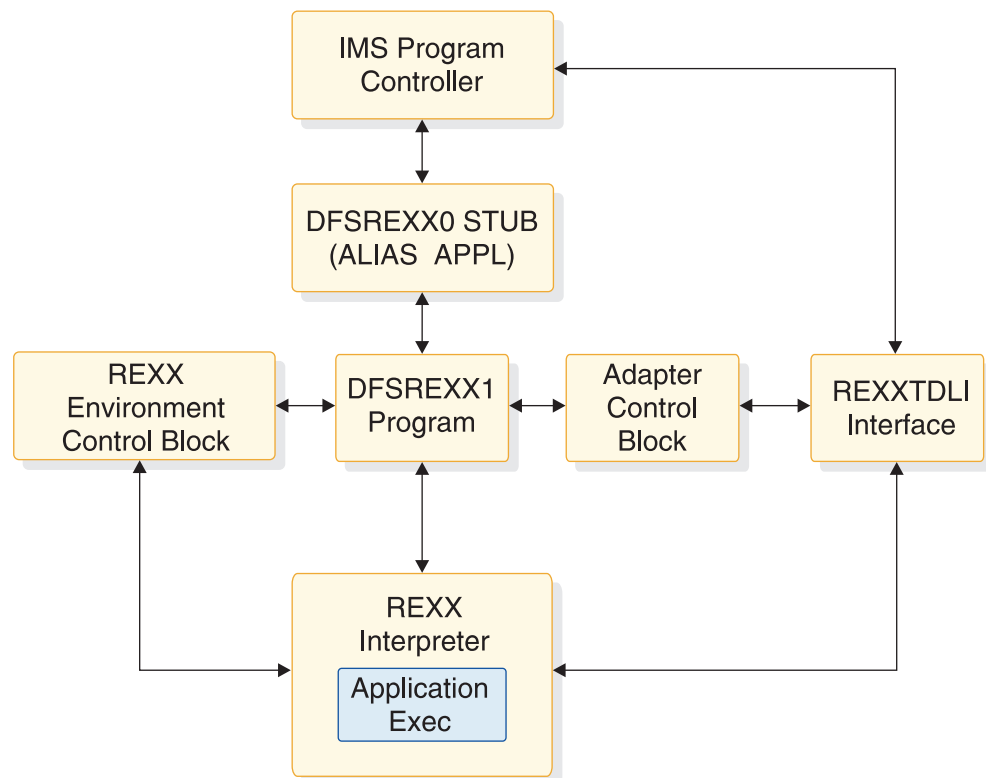 IMS Program
Controller
DFSREXX0 STUB
(ALIAS APPL)
REXX
Environment
Control Block
DFSREXX1
Program
Adapter
Control
Block
REXXTDLI
Interface
REXX
Interpreter
Application
Exec